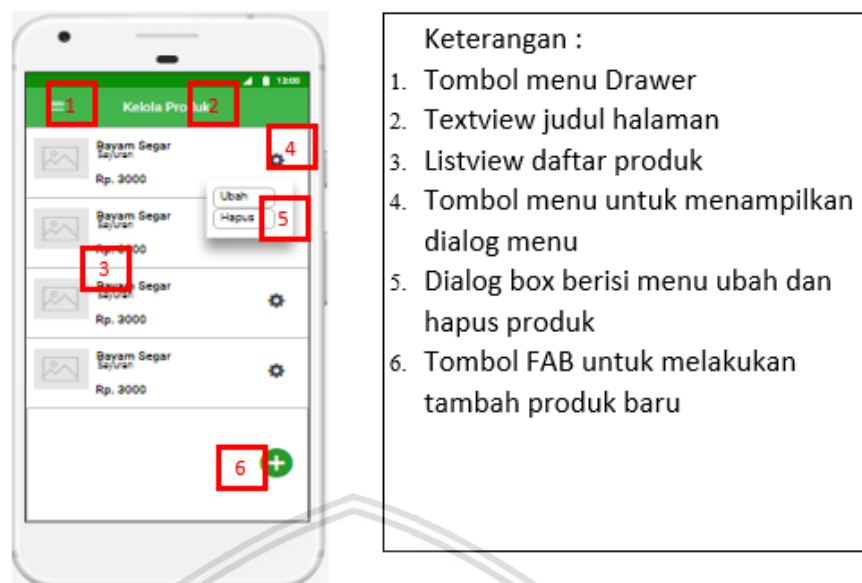 12:00
1
Kelola Produk
2
Bayam Segar
Sayuran
4
Rp. 3000
Ubah
Hapus
5
Bayam Segar
Sayuran
Rp. 3000
3
Bayam Segar
Sayuran
Rp. 3000
Bayam Segar
Sayuran
Rp. 3000
6
Keterangan :
1. Tombol menu Drawer
2. Textview judul halaman
3. Listview daftar produk
4. Tombol menu untuk menampilkan
dialog menu
5. Dialog box berisi menu ubah dan
hapus produk
6. Tombol FAB untuk melakukan
tambah produk baru